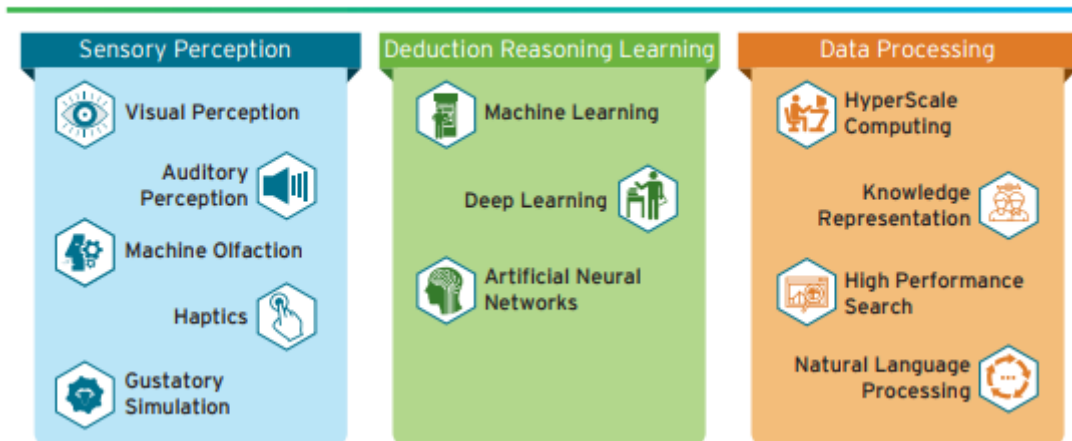 Sensory Perception
Visual Perception
Auditory
Perception
Machine Olfaction
Haptics
Gustatory
Simulation
Deduction Reasoning Learning
Machine Learning
Deep Learning
Artificial Neural
Networks
Data Processing
HyperScale
Computing
Knowledge
Representation
High Performance
Search
Natural Language
Processing